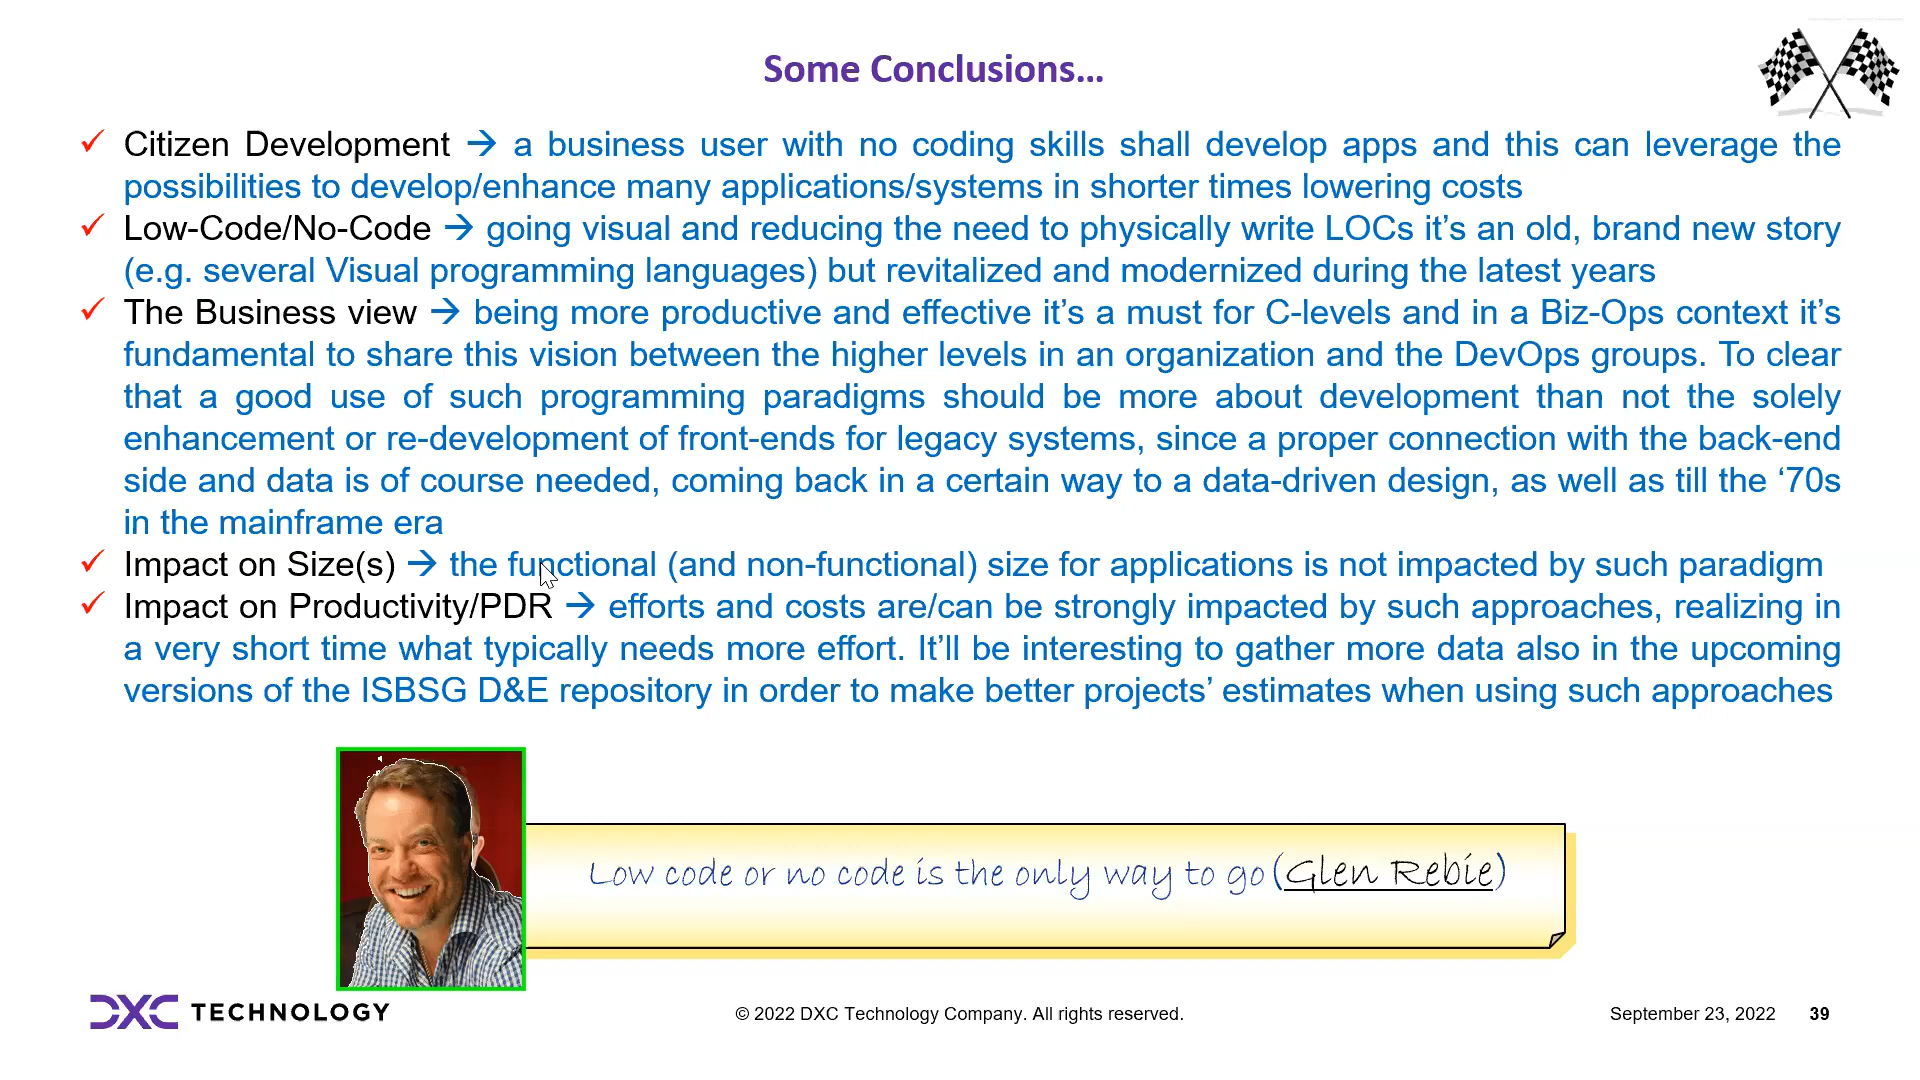 Some Conclusions...
✓ Citizen Development → a business user with no coding skills shall develop apps and this can leverage the
possibilities to develop/enhance many applications/systems in shorter times lowering costs
✓ Low-Code/No-Code → going visual and reducing the need to physically write LOCs it’s an old, brand new story
(e.g. several Visual programming languages) but revitalized and modernized during the latest years
✓ The Business view → being more productive and effective it’s a must for C-levels and in a Biz-Ops context it’s
fundamental to share this vision between the higher levels in an organization and the DevOps groups. To clear
that a good use of such programming paradigms should be more about development than not the solely
enhancement or re-development of front-ends for legacy systems, since a proper connection with the back-end
side and data is of course needed, coming back in a certain way to a data-driven design, as well as till the ‘70s
in the mainframe era
✓ Impact on Size(s) → the functional (and non-functional) size for applications is not impacted by such paradigm
✓ Impact on Productivity/PDR → efforts and costs are/can be strongly impacted by such approaches, realizing in
a very short time what typically needs more effort. It’ll be interesting to gather more data also in the upcoming
versions of the ISBSG D&E repository in order to make better projects’ estimates when using such approaches
Low code or no code is the only way to go (Glen Rebie)
DXC TECHNOLOGY
© 2022 DXC Technology Company. All rights reserved.
September 23, 2022 39